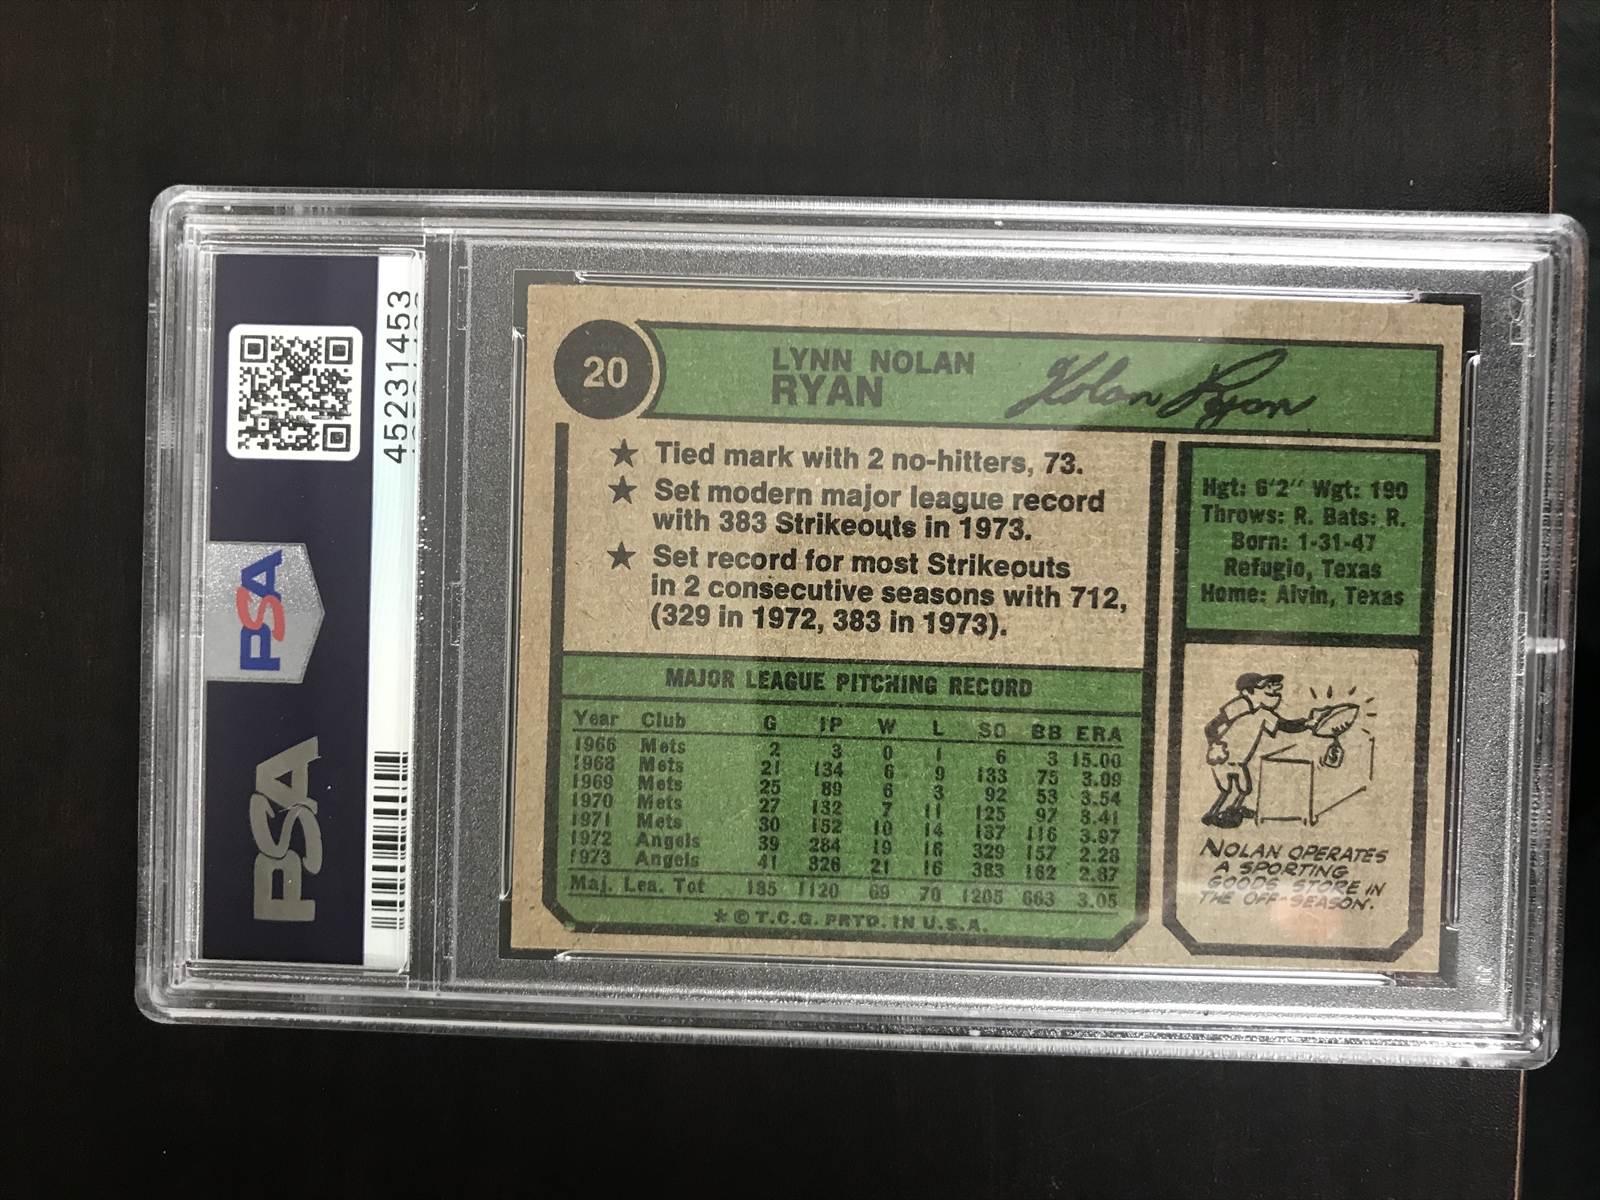 45231453
PSA
PSA
20
LYNN NOLAN
RYAN
Nolan Ryan
★ Tied mark with 2 no-hitters, 73.
★ Set modern major league record
with 383 Strikeouts in 1973.
★ Set record for most Strikeouts
in 2 consecutive seasons with 712,
(329 in 1972, 383 in 1973).
Hgt: 6'2" Wgt: 190
Throws: R. Bats: R.
Born: 1-31-47
Refugio, Texas
Home: Alvin, Texas
MAJOR LEAGUE PITCHING RECORD
Year Club G IP W L SO BB ERA
1966 Mets 2 3 0 1 6 3 15.00
1968 Mets 21 134 6 9 133 75 3.09
1969 Mets 25 89 6 3 92 53 3.54
1970 Mets 27 132 7 11 125 97 3.41
1971 Mets 30 152 10 14 137 116 3.97
1972 Angels 39 284 19 16 329 157 2.28
1973 Angels 41 326 21 16 383 162 2.87
Maj. Lea. Tot 185 1120 69 70 1205 663 3.05
★ © T.C.G. PRTD. IN U.S.A.
$
NOLAN OPERATES
A SPORTING
GOODS STORE IN
THE OFF-SEASON.